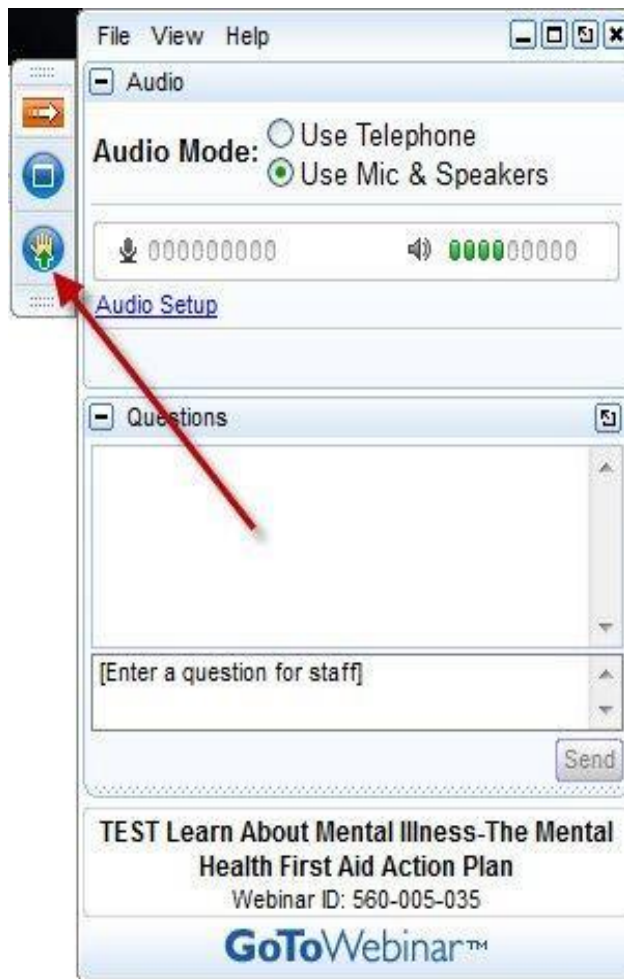 File View Help
Audio
Audio Mode:
Use Telephone
Use Mic & Speakers
Audio Setup
Questions
[Enter a question for staff]
Send
TEST Learn About Mental Illness-The Mental
Health First Aid Action Plan
Webinar ID: 560-005-035
GoToWebinar™